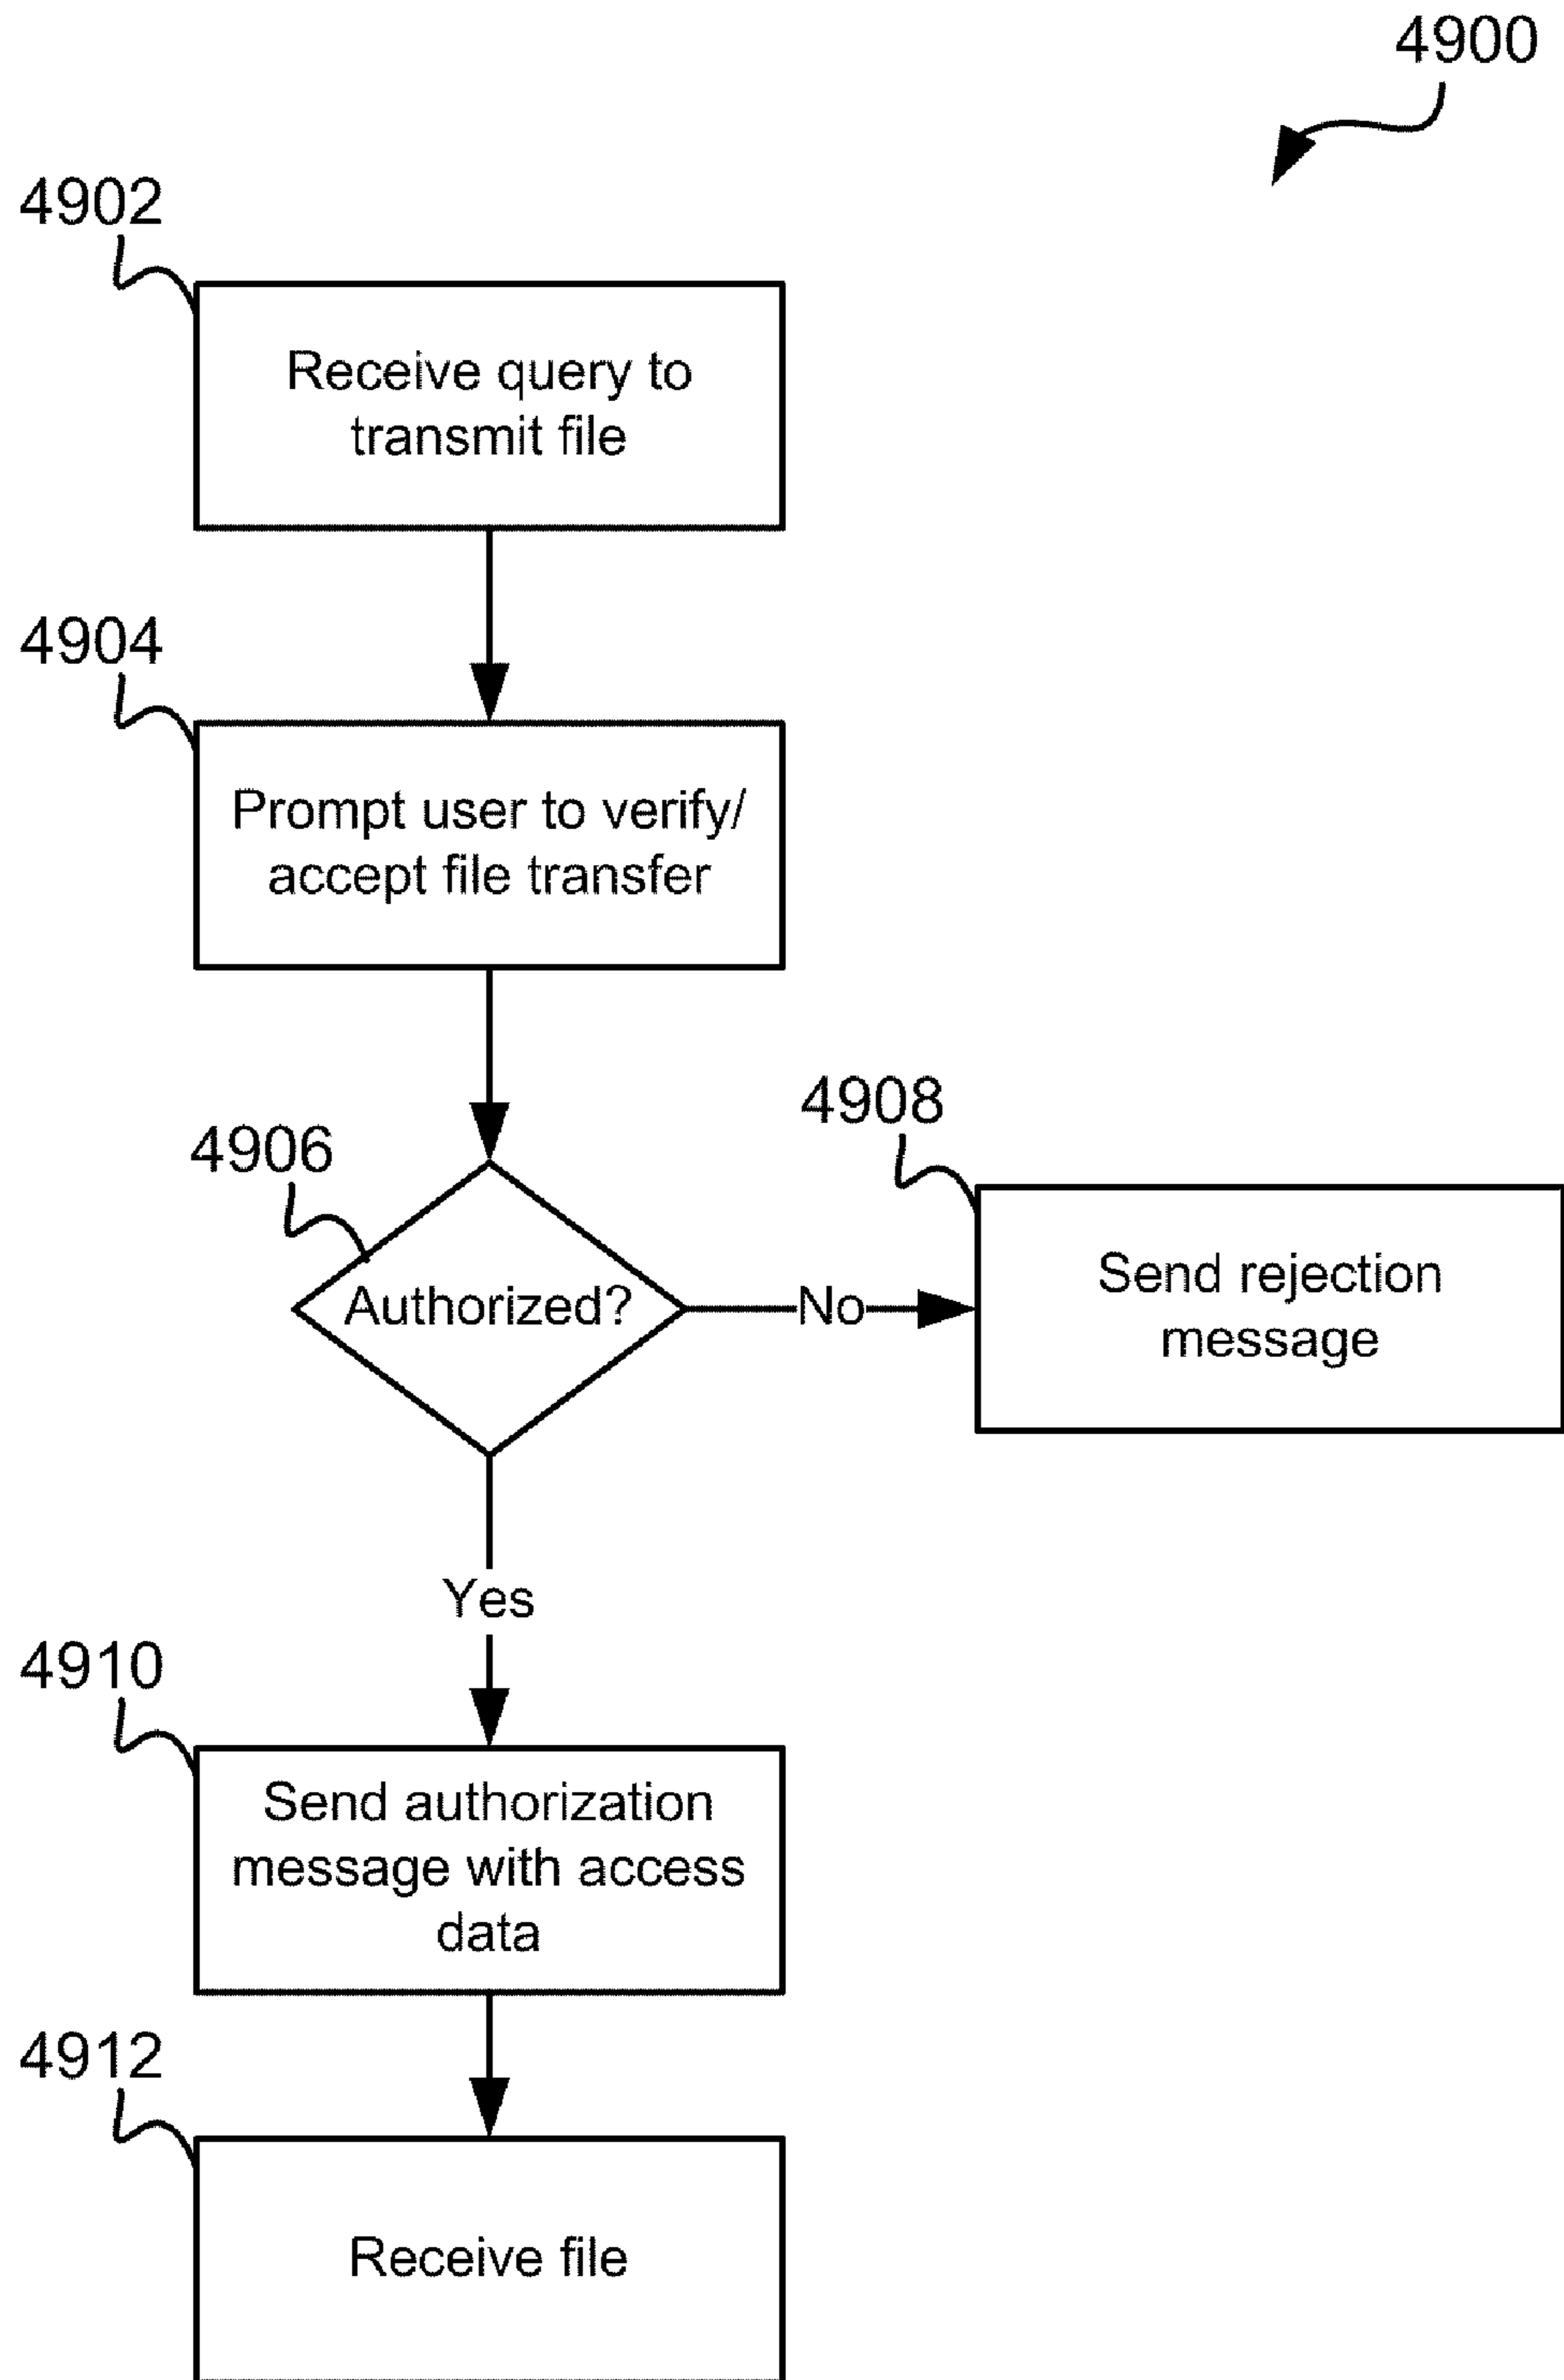 4900
4902
Receive query to
transmit file
4904
Prompt user to verify/
accept file transfer
4906
Authorized?
No
4908
Send rejection
message
Yes
4910
Send authorization
message with access
data
4912
Receive file